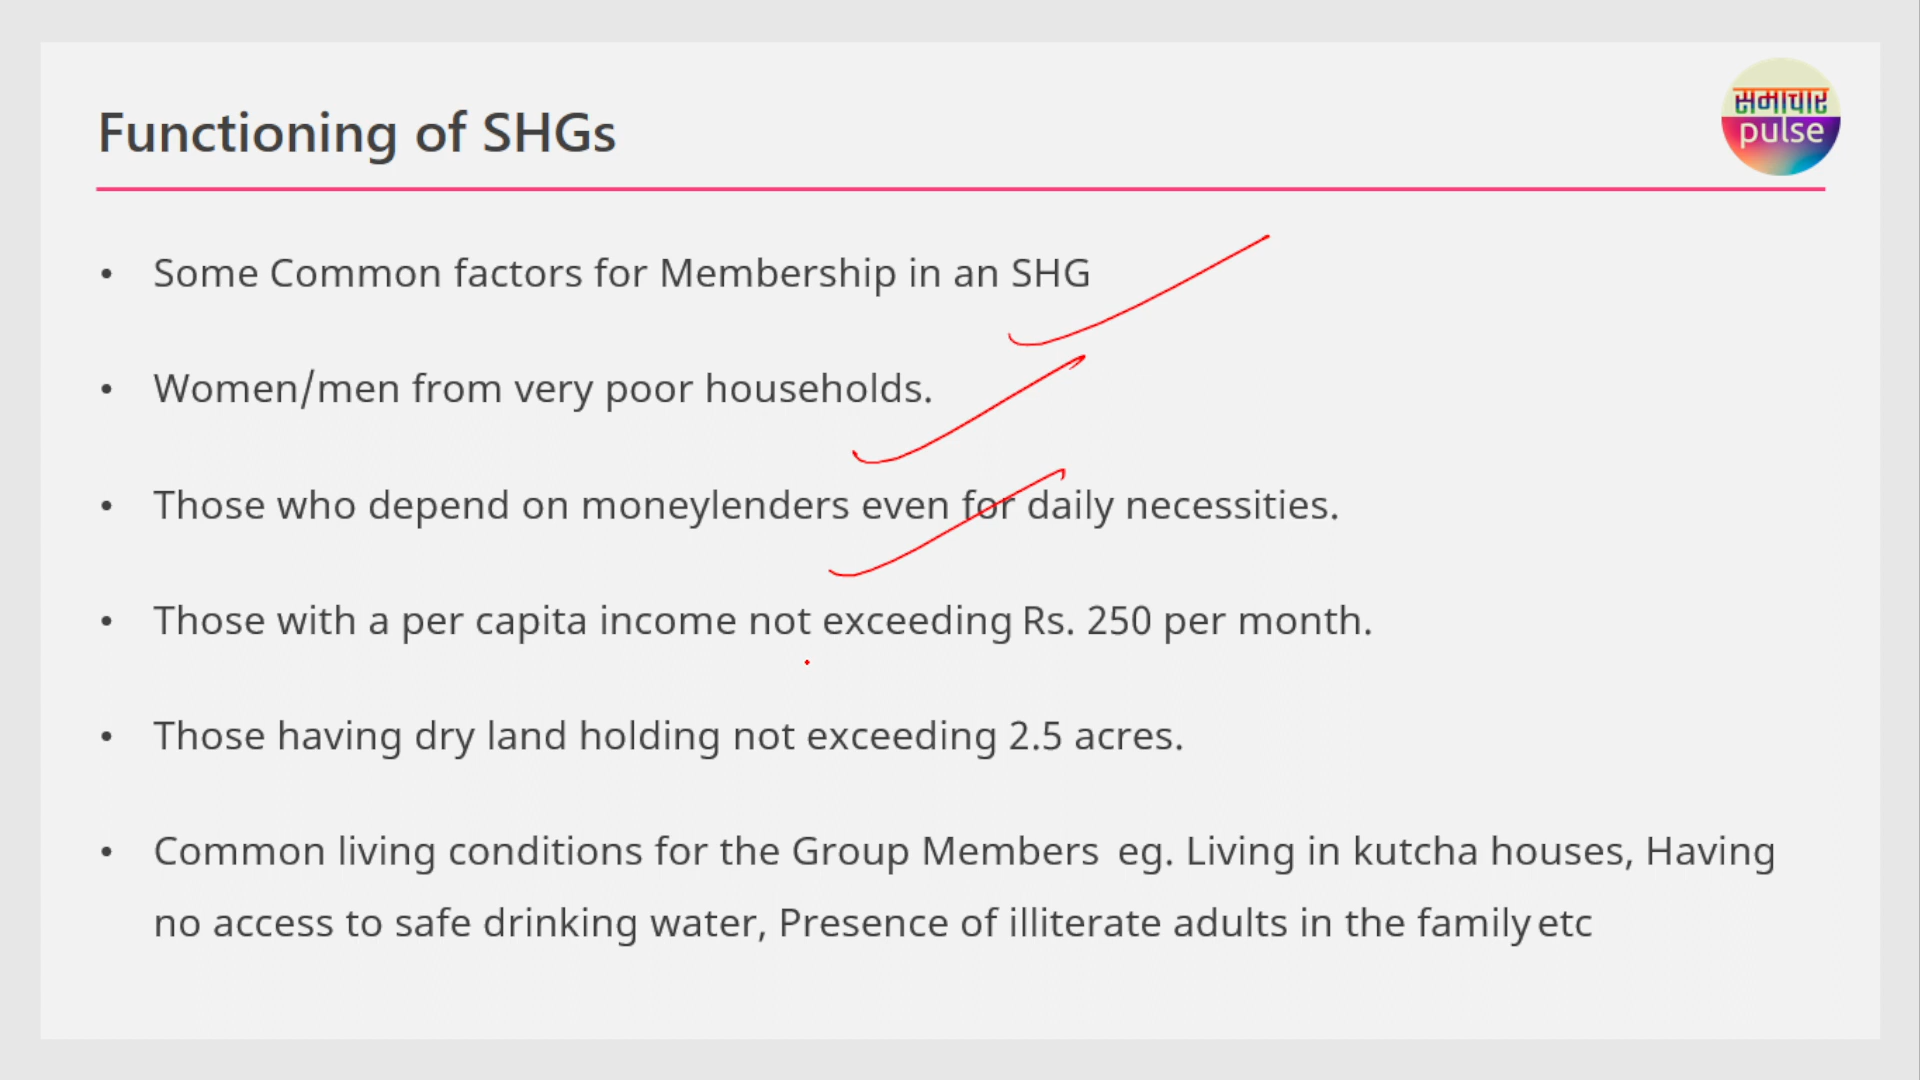 Functioning of SHGs
समाचार
pulse
• Some Common factors for Membership in an SHG
• Women/men from very poor households.
• Those who depend on moneylenders even for daily necessities.
• Those with a per capita income not exceeding Rs. 250 per month.
• Those having dry land holding not exceeding 2.5 acres.
• Common living conditions for the Group Members eg. Living in kutcha houses, Having
no access to safe drinking water, Presence of illiterate adults in the family etc